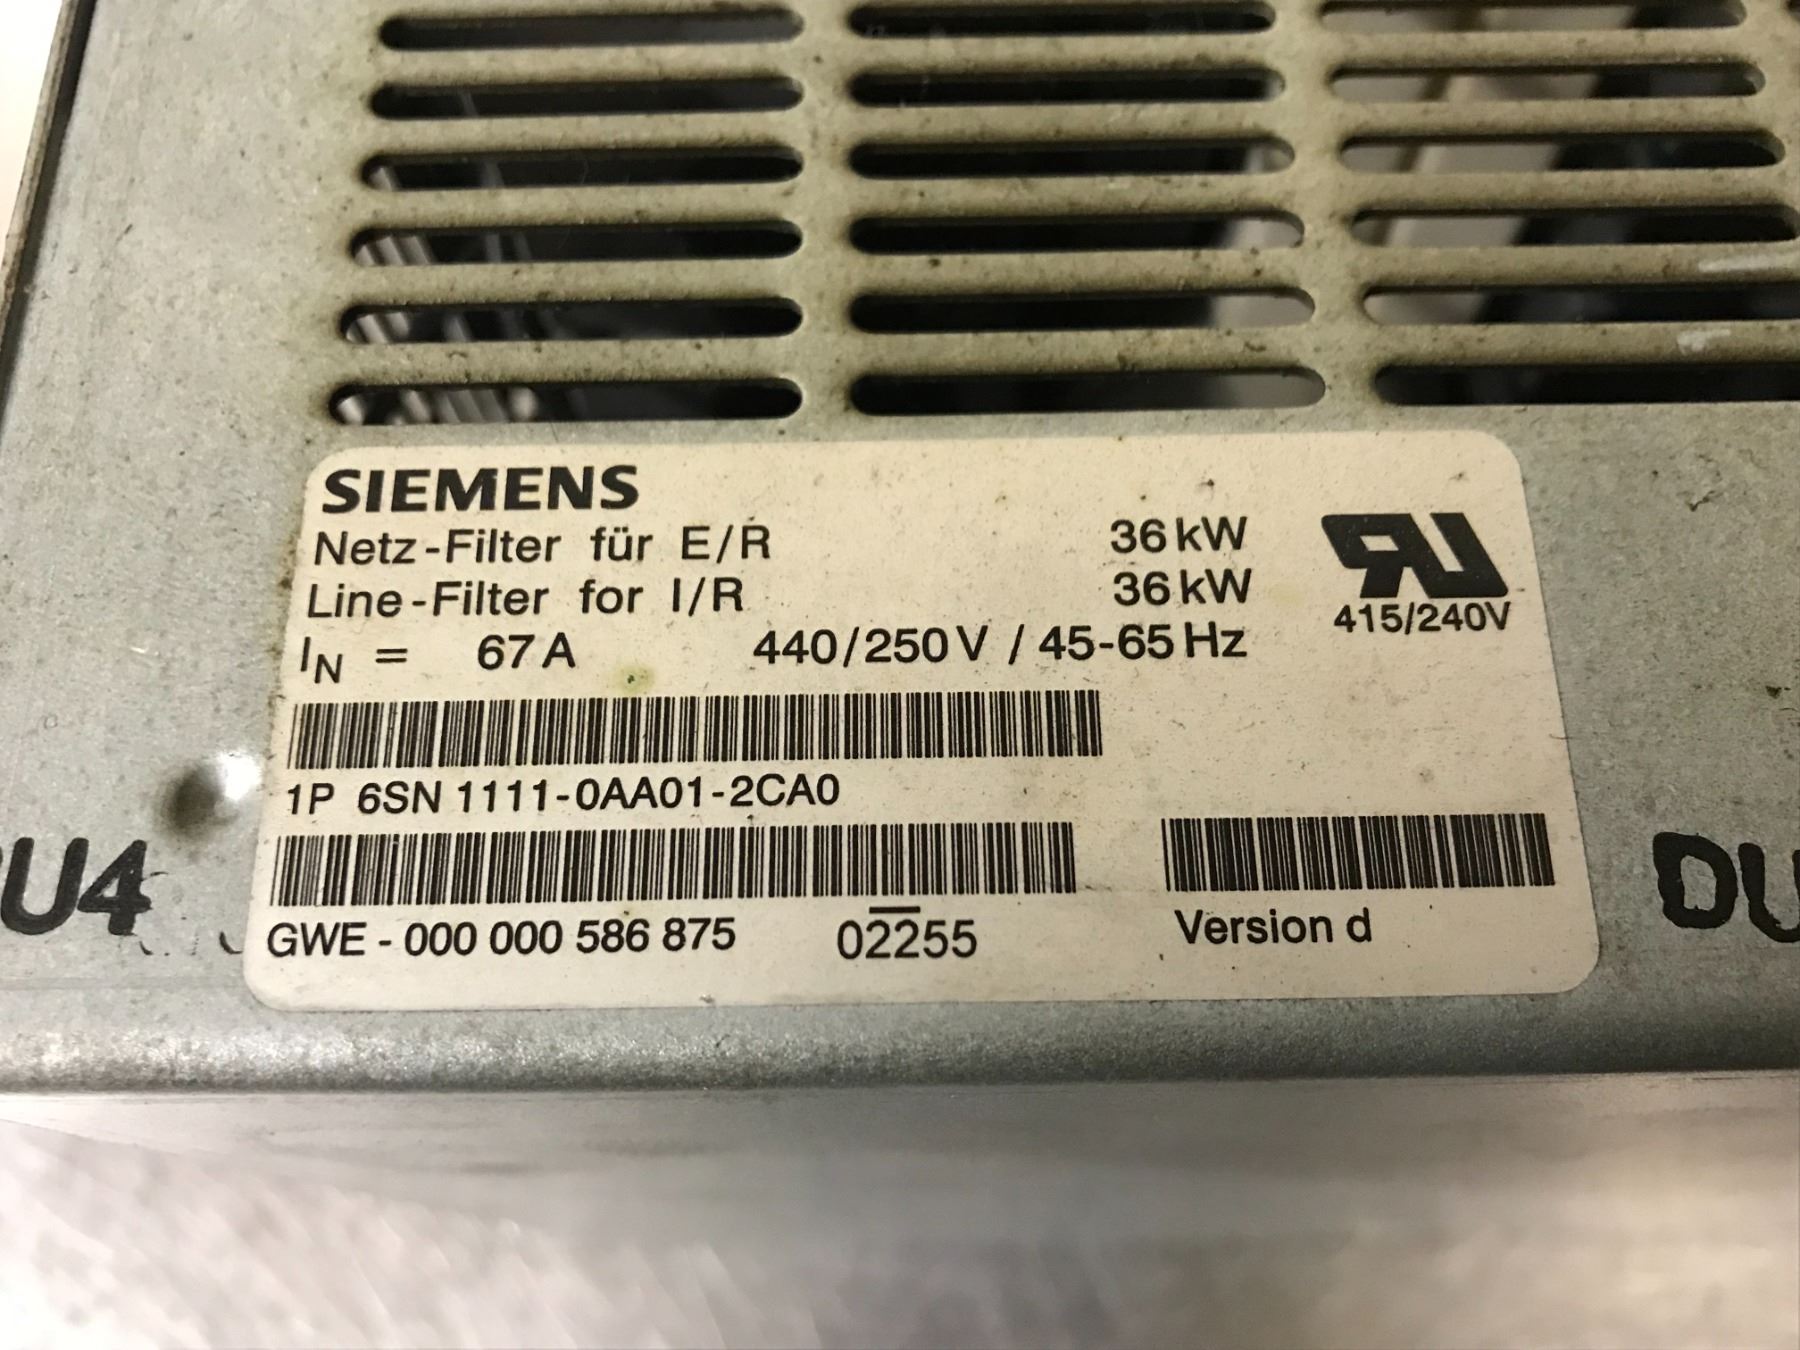 SIEMENS
Netz-Filter für E/R 36 kW
Line-Filter for I/R 36 kW
IN = 67 A 440/250 V / 45-65 Hz
RU
415/240V
1P 6SN 1111-0AA01-2CA0
GWE - 000 000 586 875 02255 Version d
U4 DU